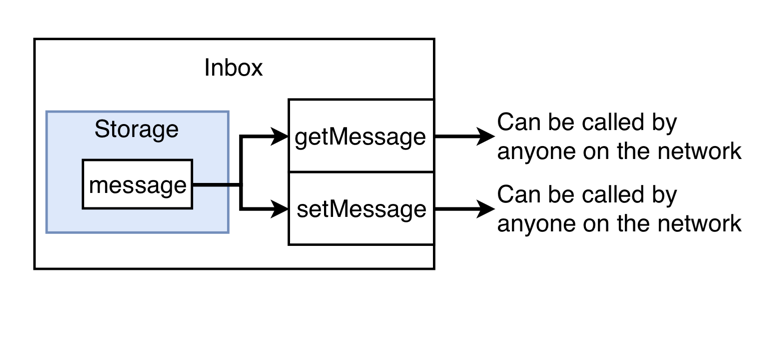 Inbox
Storage
message
getMessage
setMessage
Can be called by
anyone on the network
Can be called by
anyone on the network